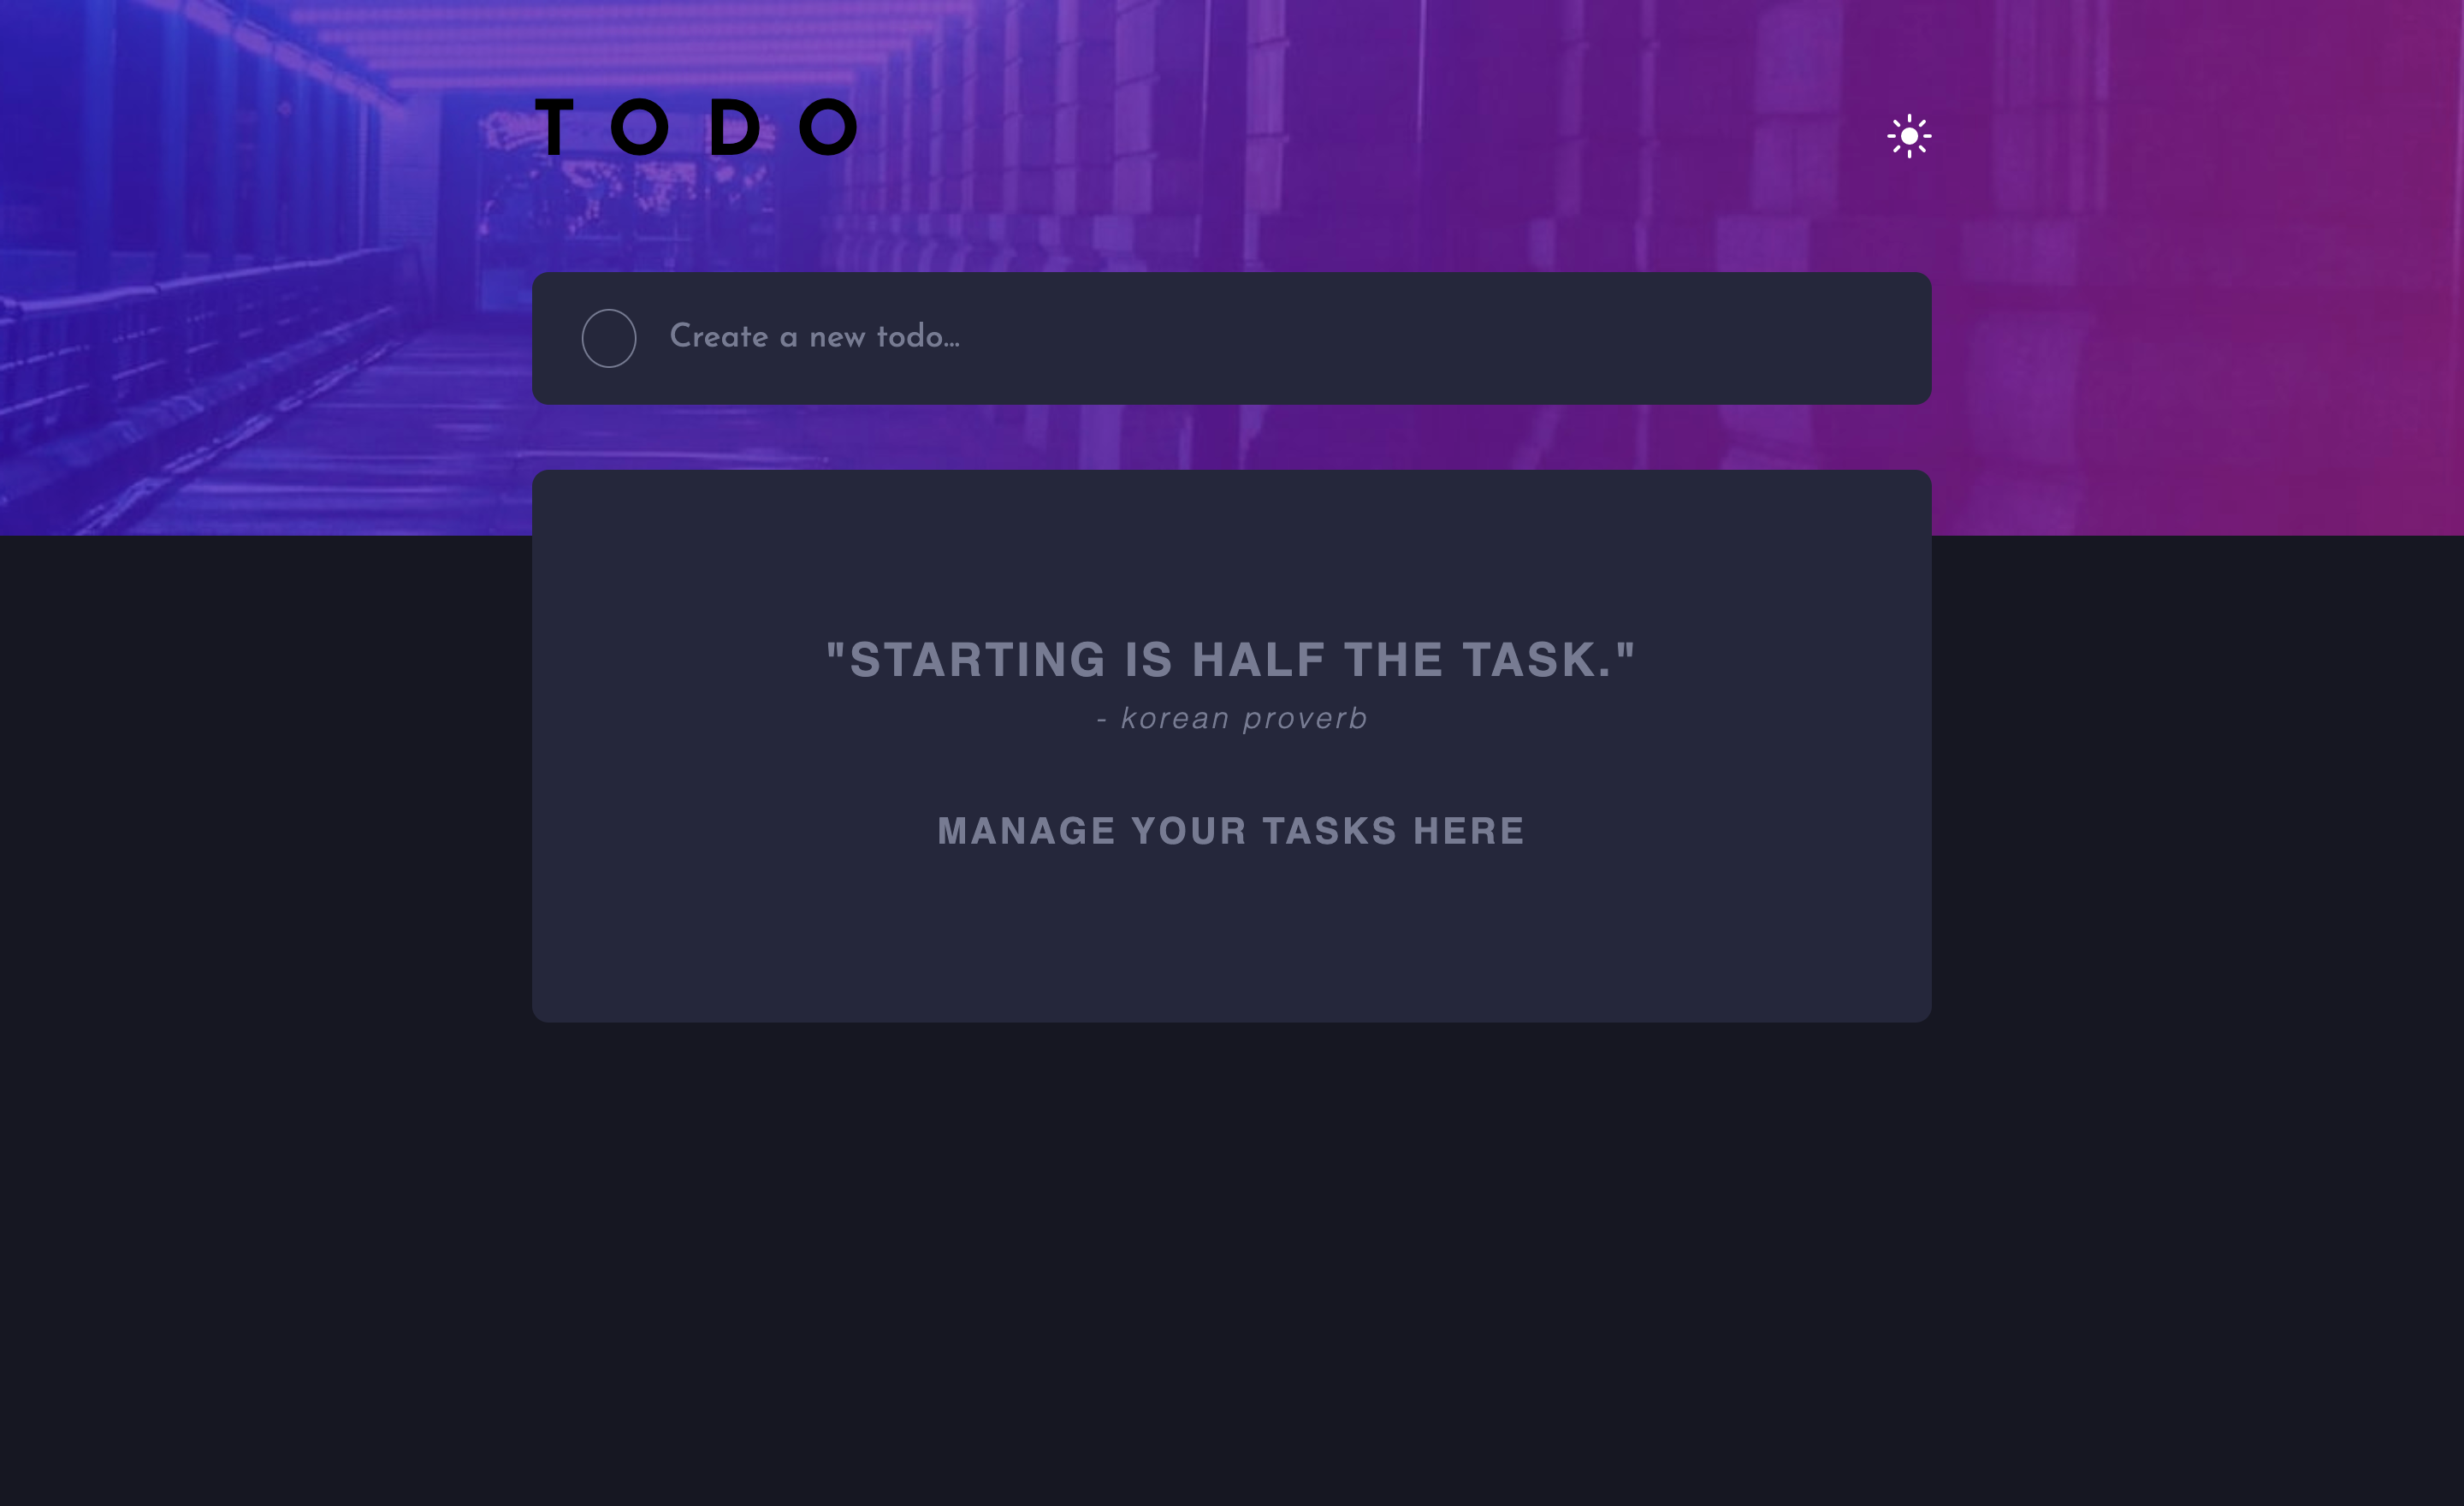 TODO
Create a new todo...
"STARTING IS HALF THE TASK."
- korean proverb
MANAGE YOUR TASKS HERE